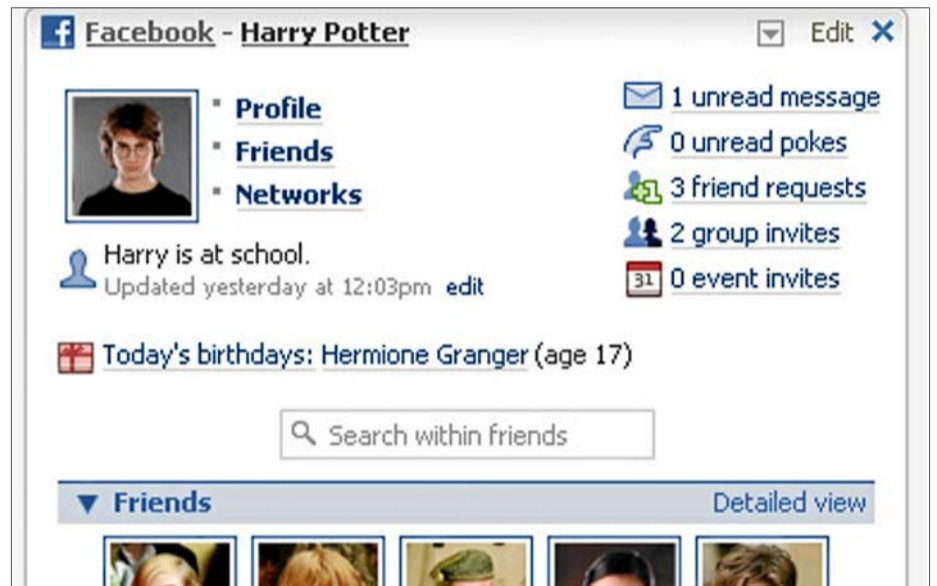 Facebook - Harry Potter Edit
Profile
Friends
Networks
1 unread message
0 unread pokes
3 friend requests
2 group invites
31 0 event invites
Harry is at school.
Updated yesterday at 12:03pm edit
Today's birthdays: Hermione Granger (age 17)
Search within friends
Friends Detailed view